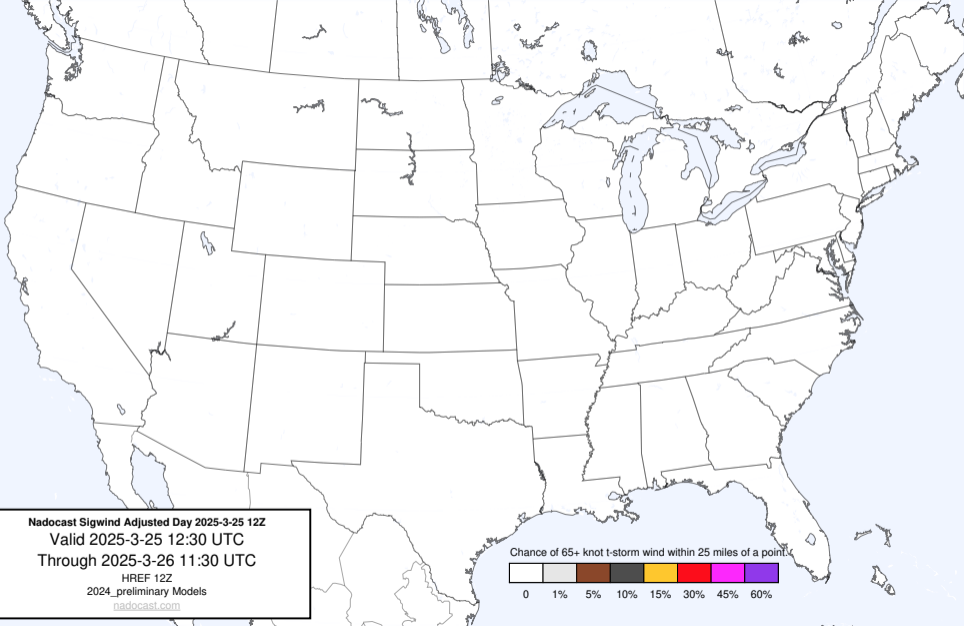 Nadocast Sigwind Adjusted Day 2025-3-25 12Z
Valid 2025-3-25 12:30 UTC
Through 2025-3-26 11:30 UTC
HREF 12Z
2024_preliminary Models
nadocast.com
Chance of 65+ knot t-storm wind within 25 miles of a point.
0 1% 5% 10% 15% 30% 45% 60%